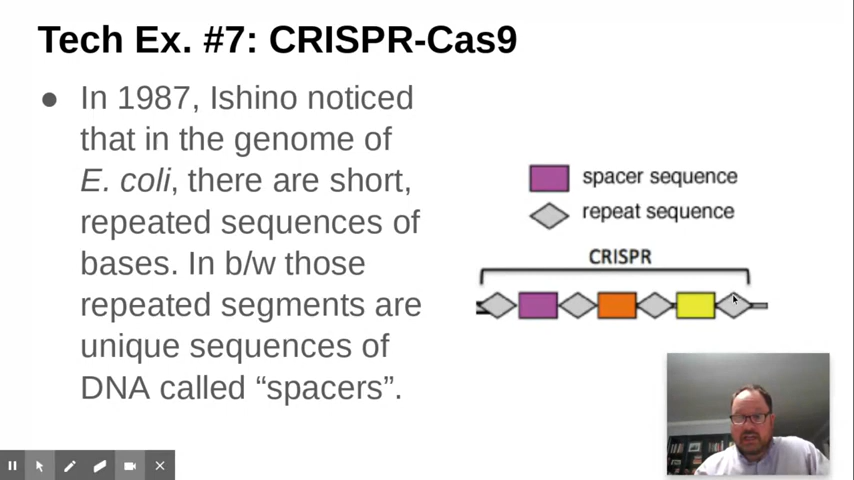 Tech Ex. #7: CRISPR-Cas9
● In 1987, Ishino noticed
that in the genome of
E. coli, there are short,
repeated sequences of
bases. In b/w those
repeated segments are
unique sequences of
DNA called “spacers”.
spacer sequence
repeat sequence
CRISPR